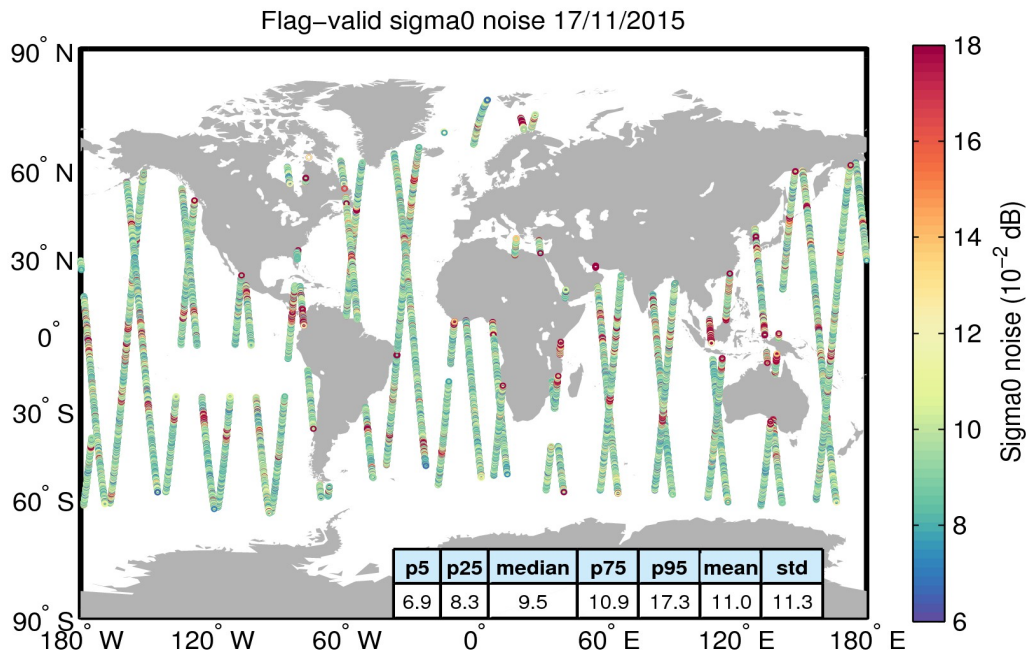 Flag−valid sigma0 noise 17/11/2015
90° N
60° N
30° N
0°
30° S
60° S
90° S
180° W
120° W
60° W
0°
60° E
120° E
180° E
p5 p25 median p75 p95 mean std
6.9 8.3 9.5 10.9 17.3 11.0 11.3
18
16
14
12
10
8
6
Sigma0 noise (10⁻² dB)